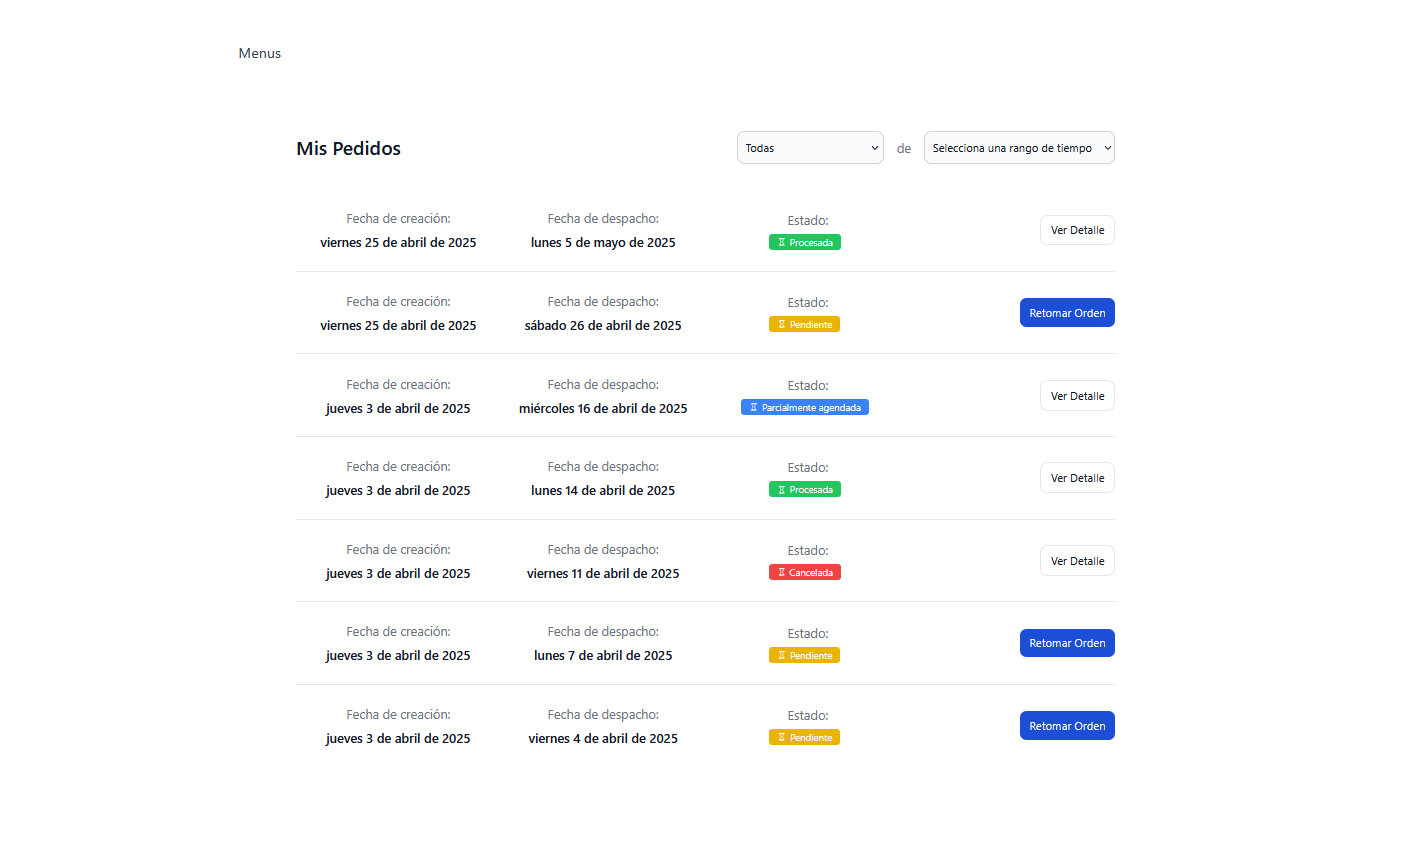 Menus
Mis Pedidos
Todas de Selecciona una rango de tiempo
Fecha de creación: Fecha de despacho: Estado:
viernes 25 de abril de 2025 lunes 5 de mayo de 2025 Procesada Ver Detalle
Fecha de creación: Fecha de despacho: Estado:
viernes 25 de abril de 2025 sábado 26 de abril de 2025 Pendiente Retomar Orden
Fecha de creación: Fecha de despacho: Estado:
jueves 3 de abril de 2025 miércoles 16 de abril de 2025 Parcialmente agendada Ver Detalle
Fecha de creación: Fecha de despacho: Estado:
jueves 3 de abril de 2025 lunes 14 de abril de 2025 Procesada Ver Detalle
Fecha de creación: Fecha de despacho: Estado:
jueves 3 de abril de 2025 viernes 11 de abril de 2025 Cancelada Ver Detalle
Fecha de creación: Fecha de despacho: Estado:
jueves 3 de abril de 2025 lunes 7 de abril de 2025 Pendiente Retomar Orden
Fecha de creación: Fecha de despacho: Estado:
jueves 3 de abril de 2025 viernes 4 de abril de 2025 Pendiente Retomar Orden